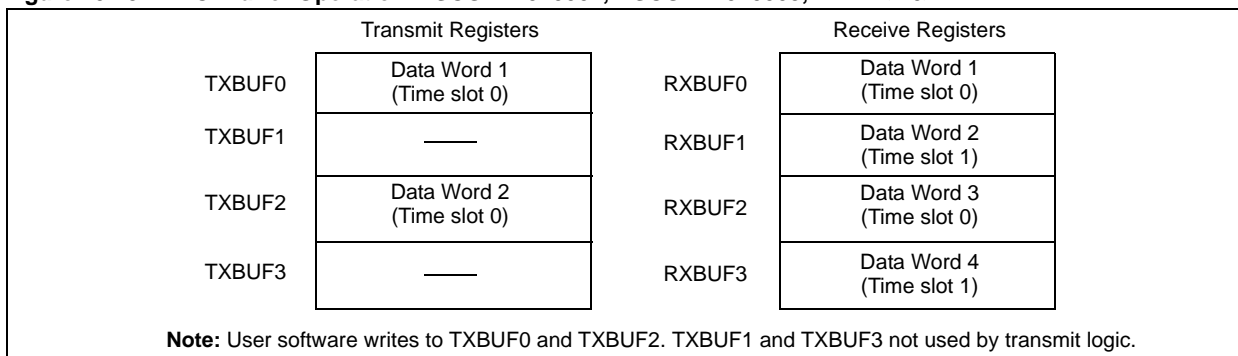 Transmit Registers
Receive Registers
TXBUF0
Data Word 1
(Time slot 0)
RXBUF0
Data Word 1
(Time slot 0)
TXBUF1
RXBUF1
Data Word 2
(Time slot 1)
TXBUF2
Data Word 2
(Time slot 0)
RXBUF2
Data Word 3
(Time slot 0)
TXBUF3
RXBUF3
Data Word 4
(Time slot 1)
Note: User software writes to TXBUF0 and TXBUF2. TXBUF1 and TXBUF3 not used by transmit logic.